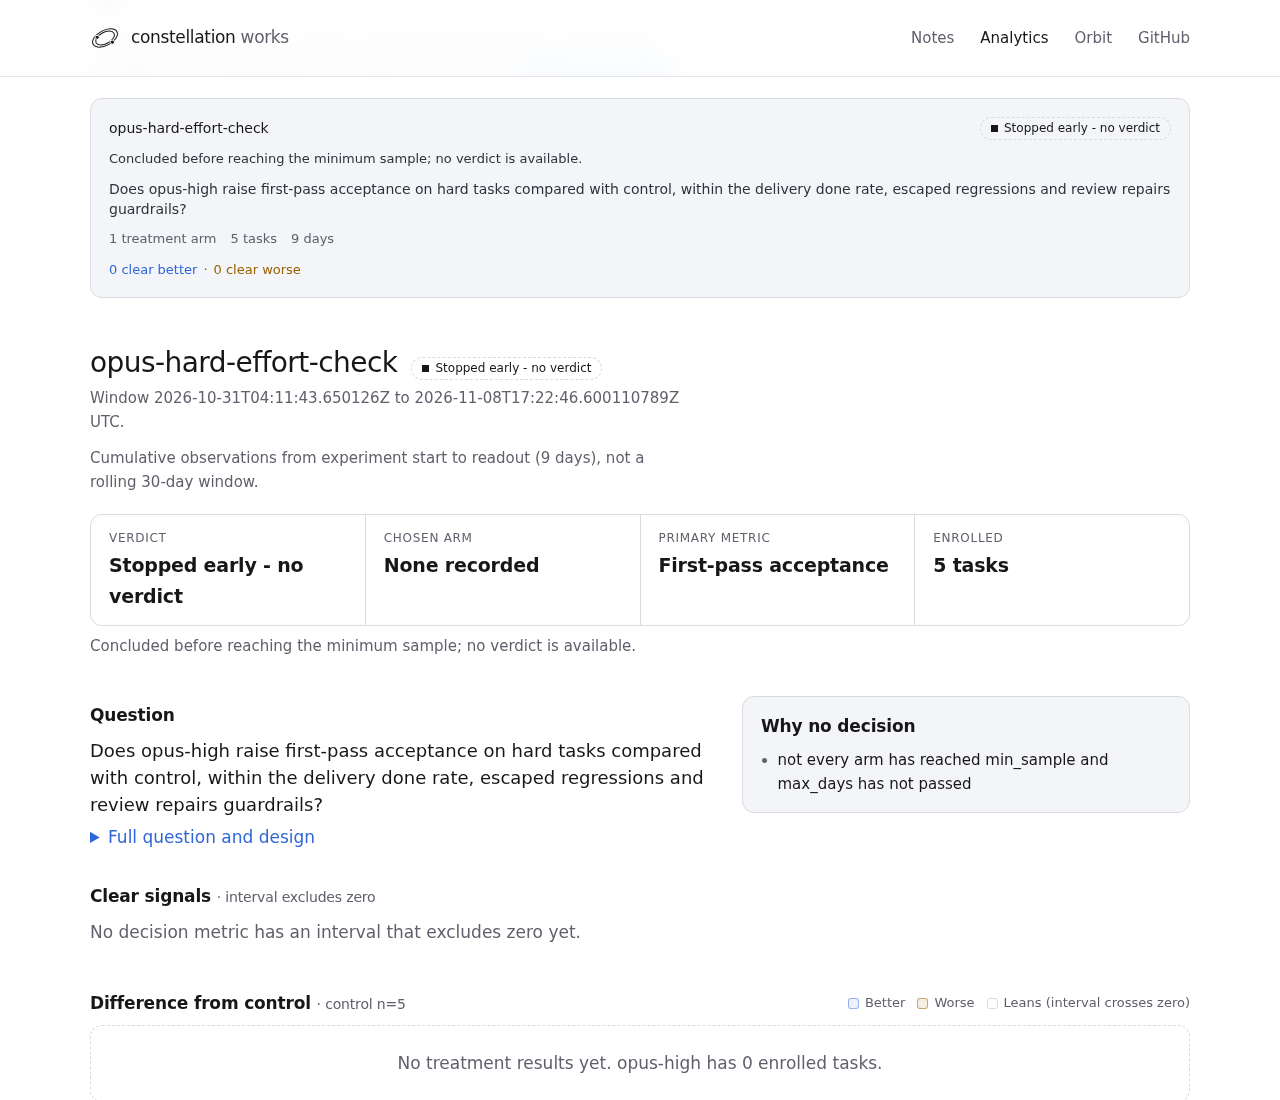 constellation works
Notes Analytics Orbit GitHub
opus-hard-effort-check
Stopped early - no verdict
Concluded before reaching the minimum sample; no verdict is available.
Does opus-high raise first-pass acceptance on hard tasks compared with control, within the delivery done rate, escaped regressions and review repairs
guardrails?
1 treatment arm 5 tasks 9 days
0 clear better · 0 clear worse
opus-hard-effort-check
Stopped early - no verdict
Window 2026-10-31T04:11:43.650126Z to 2026-11-08T17:22:46.600110789Z
UTC.
Cumulative observations from experiment start to readout (9 days), not a
rolling 30-day window.
VERDICT
Stopped early - no
verdict
CHOSEN ARM
None recorded
PRIMARY METRIC
First-pass acceptance
ENROLLED
5 tasks
Concluded before reaching the minimum sample; no verdict is available.
Question
Does opus-high raise first-pass acceptance on hard tasks compared
with control, within the delivery done rate, escaped regressions and
review repairs guardrails?
Full question and design
Why no decision
• not every arm has reached min_sample and
max_days has not passed
Clear signals · interval excludes zero
No decision metric has an interval that excludes zero yet.
Difference from control · control n=5
Better Worse Leans (interval crosses zero)
No treatment results yet. opus-high has 0 enrolled tasks.